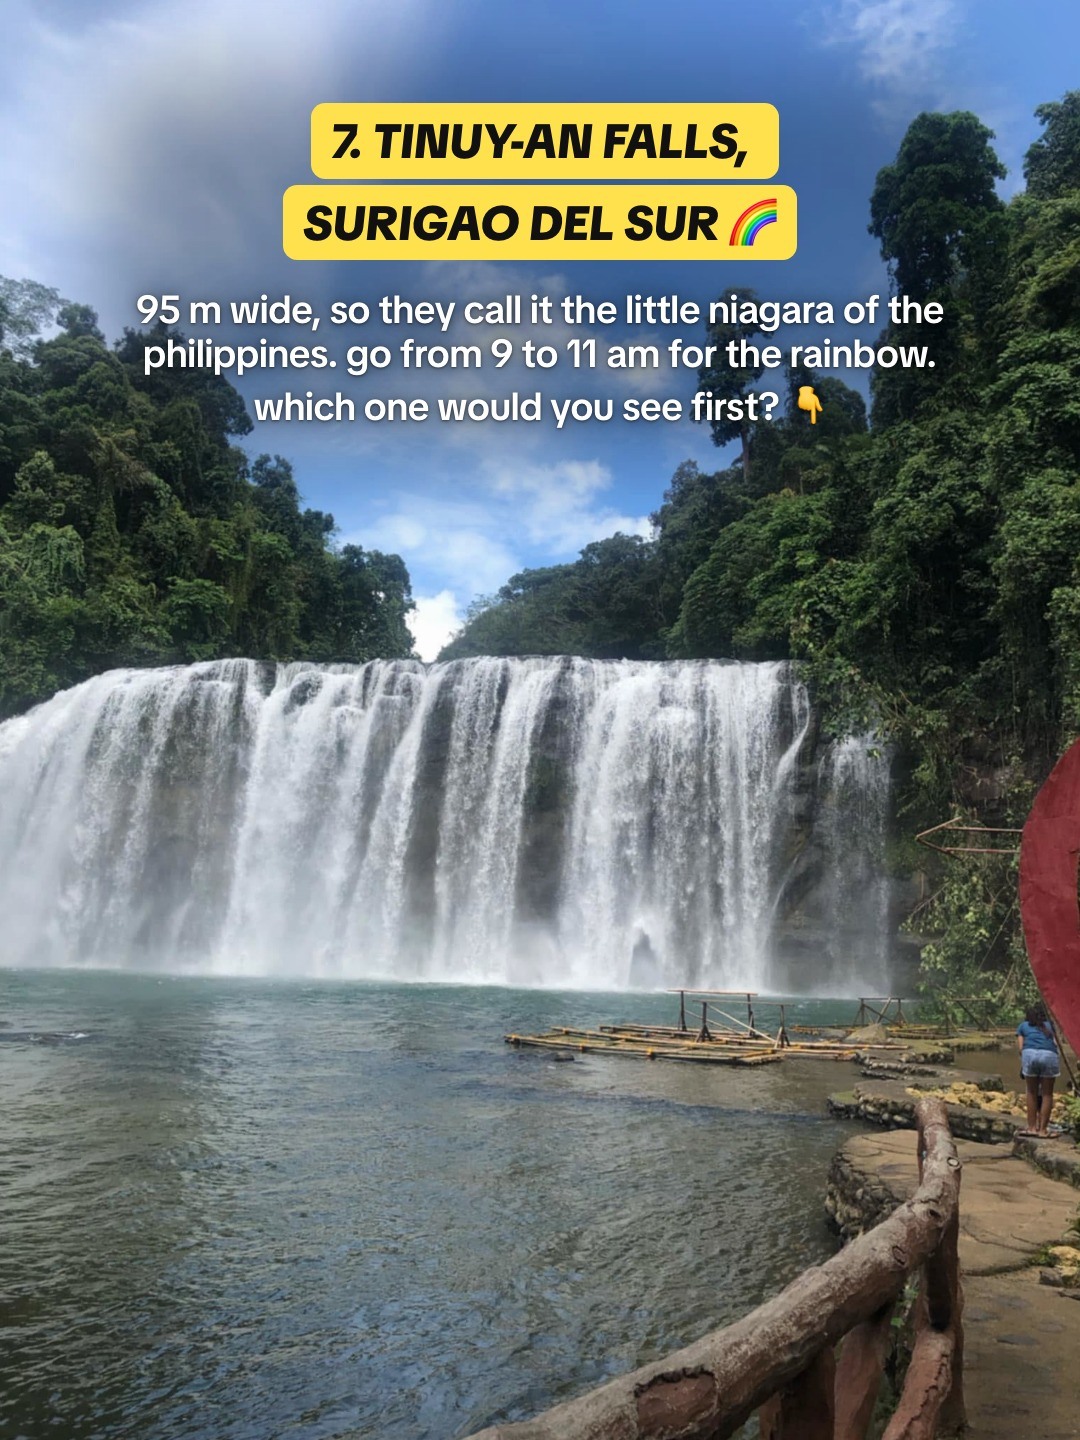 7. TINUY-AN FALLS,
SURIGAO DEL SUR 🌈
95 m wide, so they call it the little niagara of the
philippines. go from 9 to 11 am for the rainbow.
which one would you see first? 👇